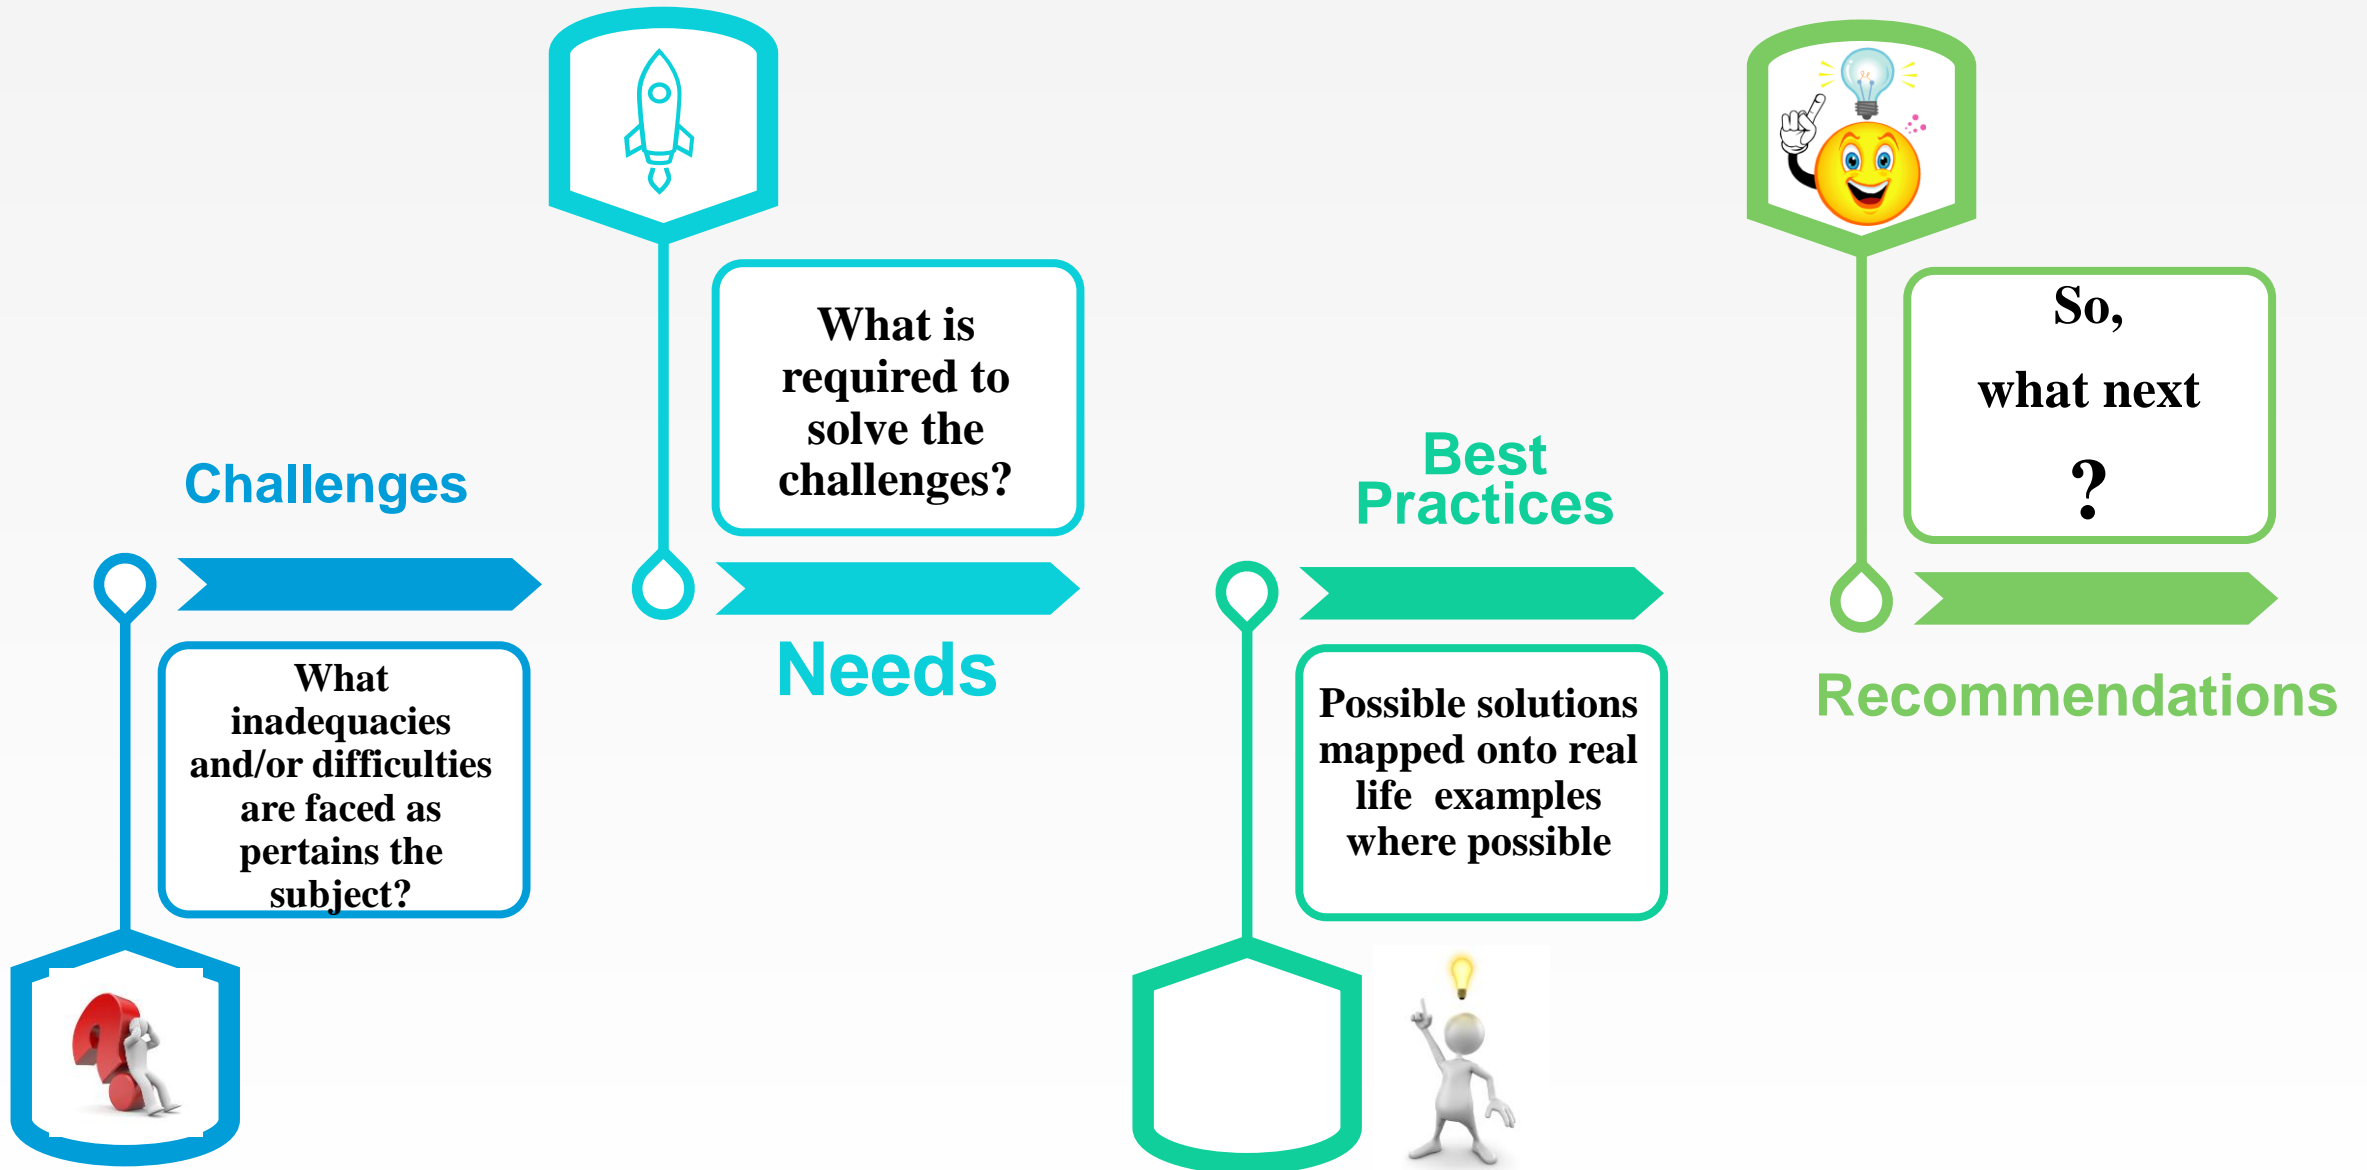 Challenges
What
inadequacies
and/or difficulties
are faced as
pertains the
subject?
What is
required to
solve the
challenges?
Needs
Best
Practices
Possible solutions
mapped onto real
life  examples
where possible
So,
what next
?
Recommendations